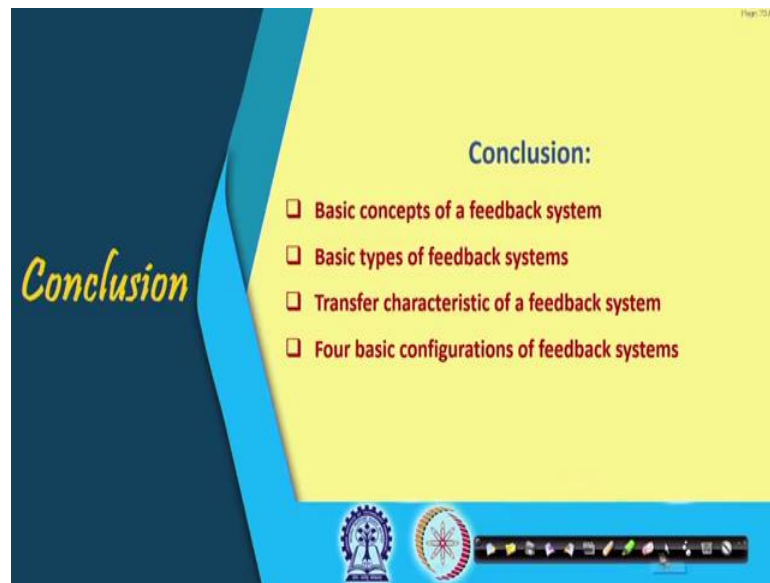 Conclusion
Conclusion:
Basic concepts of a feedback system
Basic types of feedback systems
Transfer characteristic of a feedback system
Four basic configurations of feedback systems